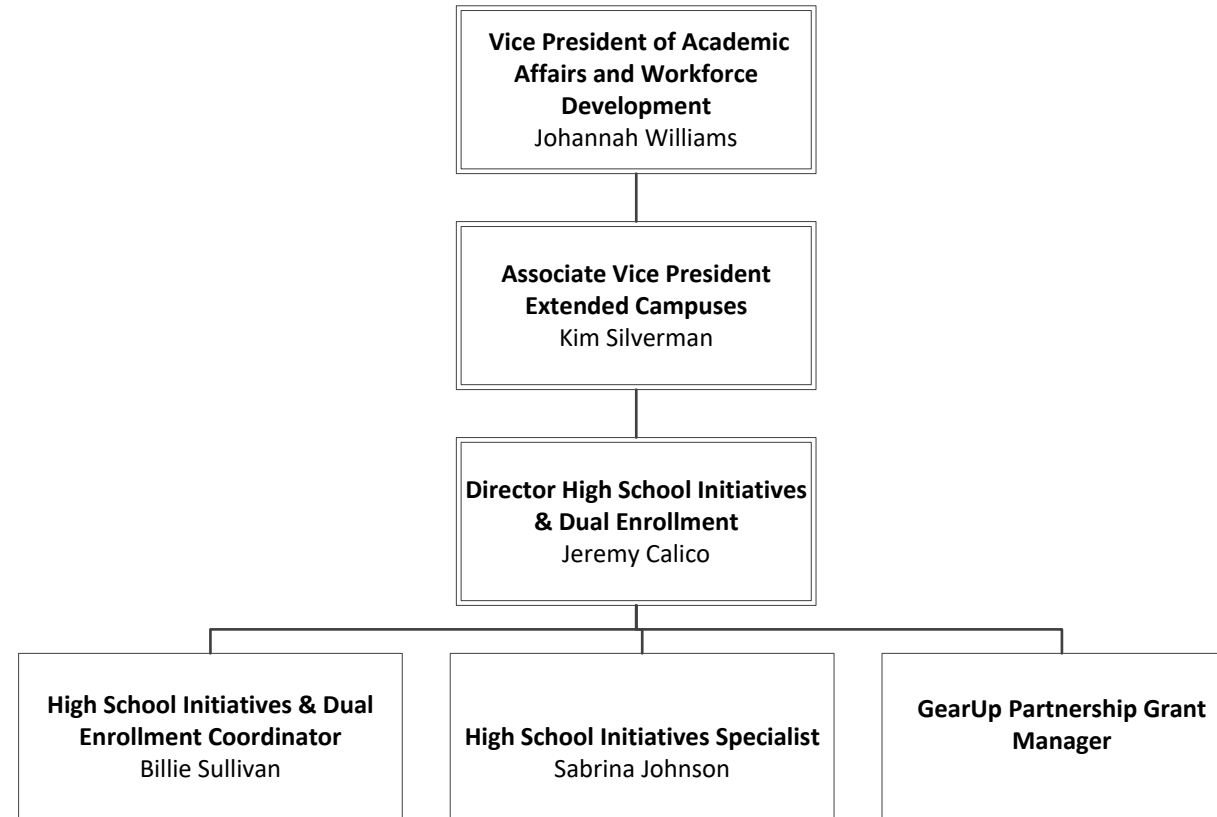 Vice President of Academic
Affairs and Workforce
Development
Johannah Williams
Associate Vice President
Extended Campuses
Kim Silverman
Director High School Initiatives
& Dual Enrollment
Jeremy Calico
High School Initiatives & Dual
Enrollment Coordinator
Billie Sullivan
High School Initiatives Specialist
Sabrina Johnson
GearUp Partnership Grant
Manager